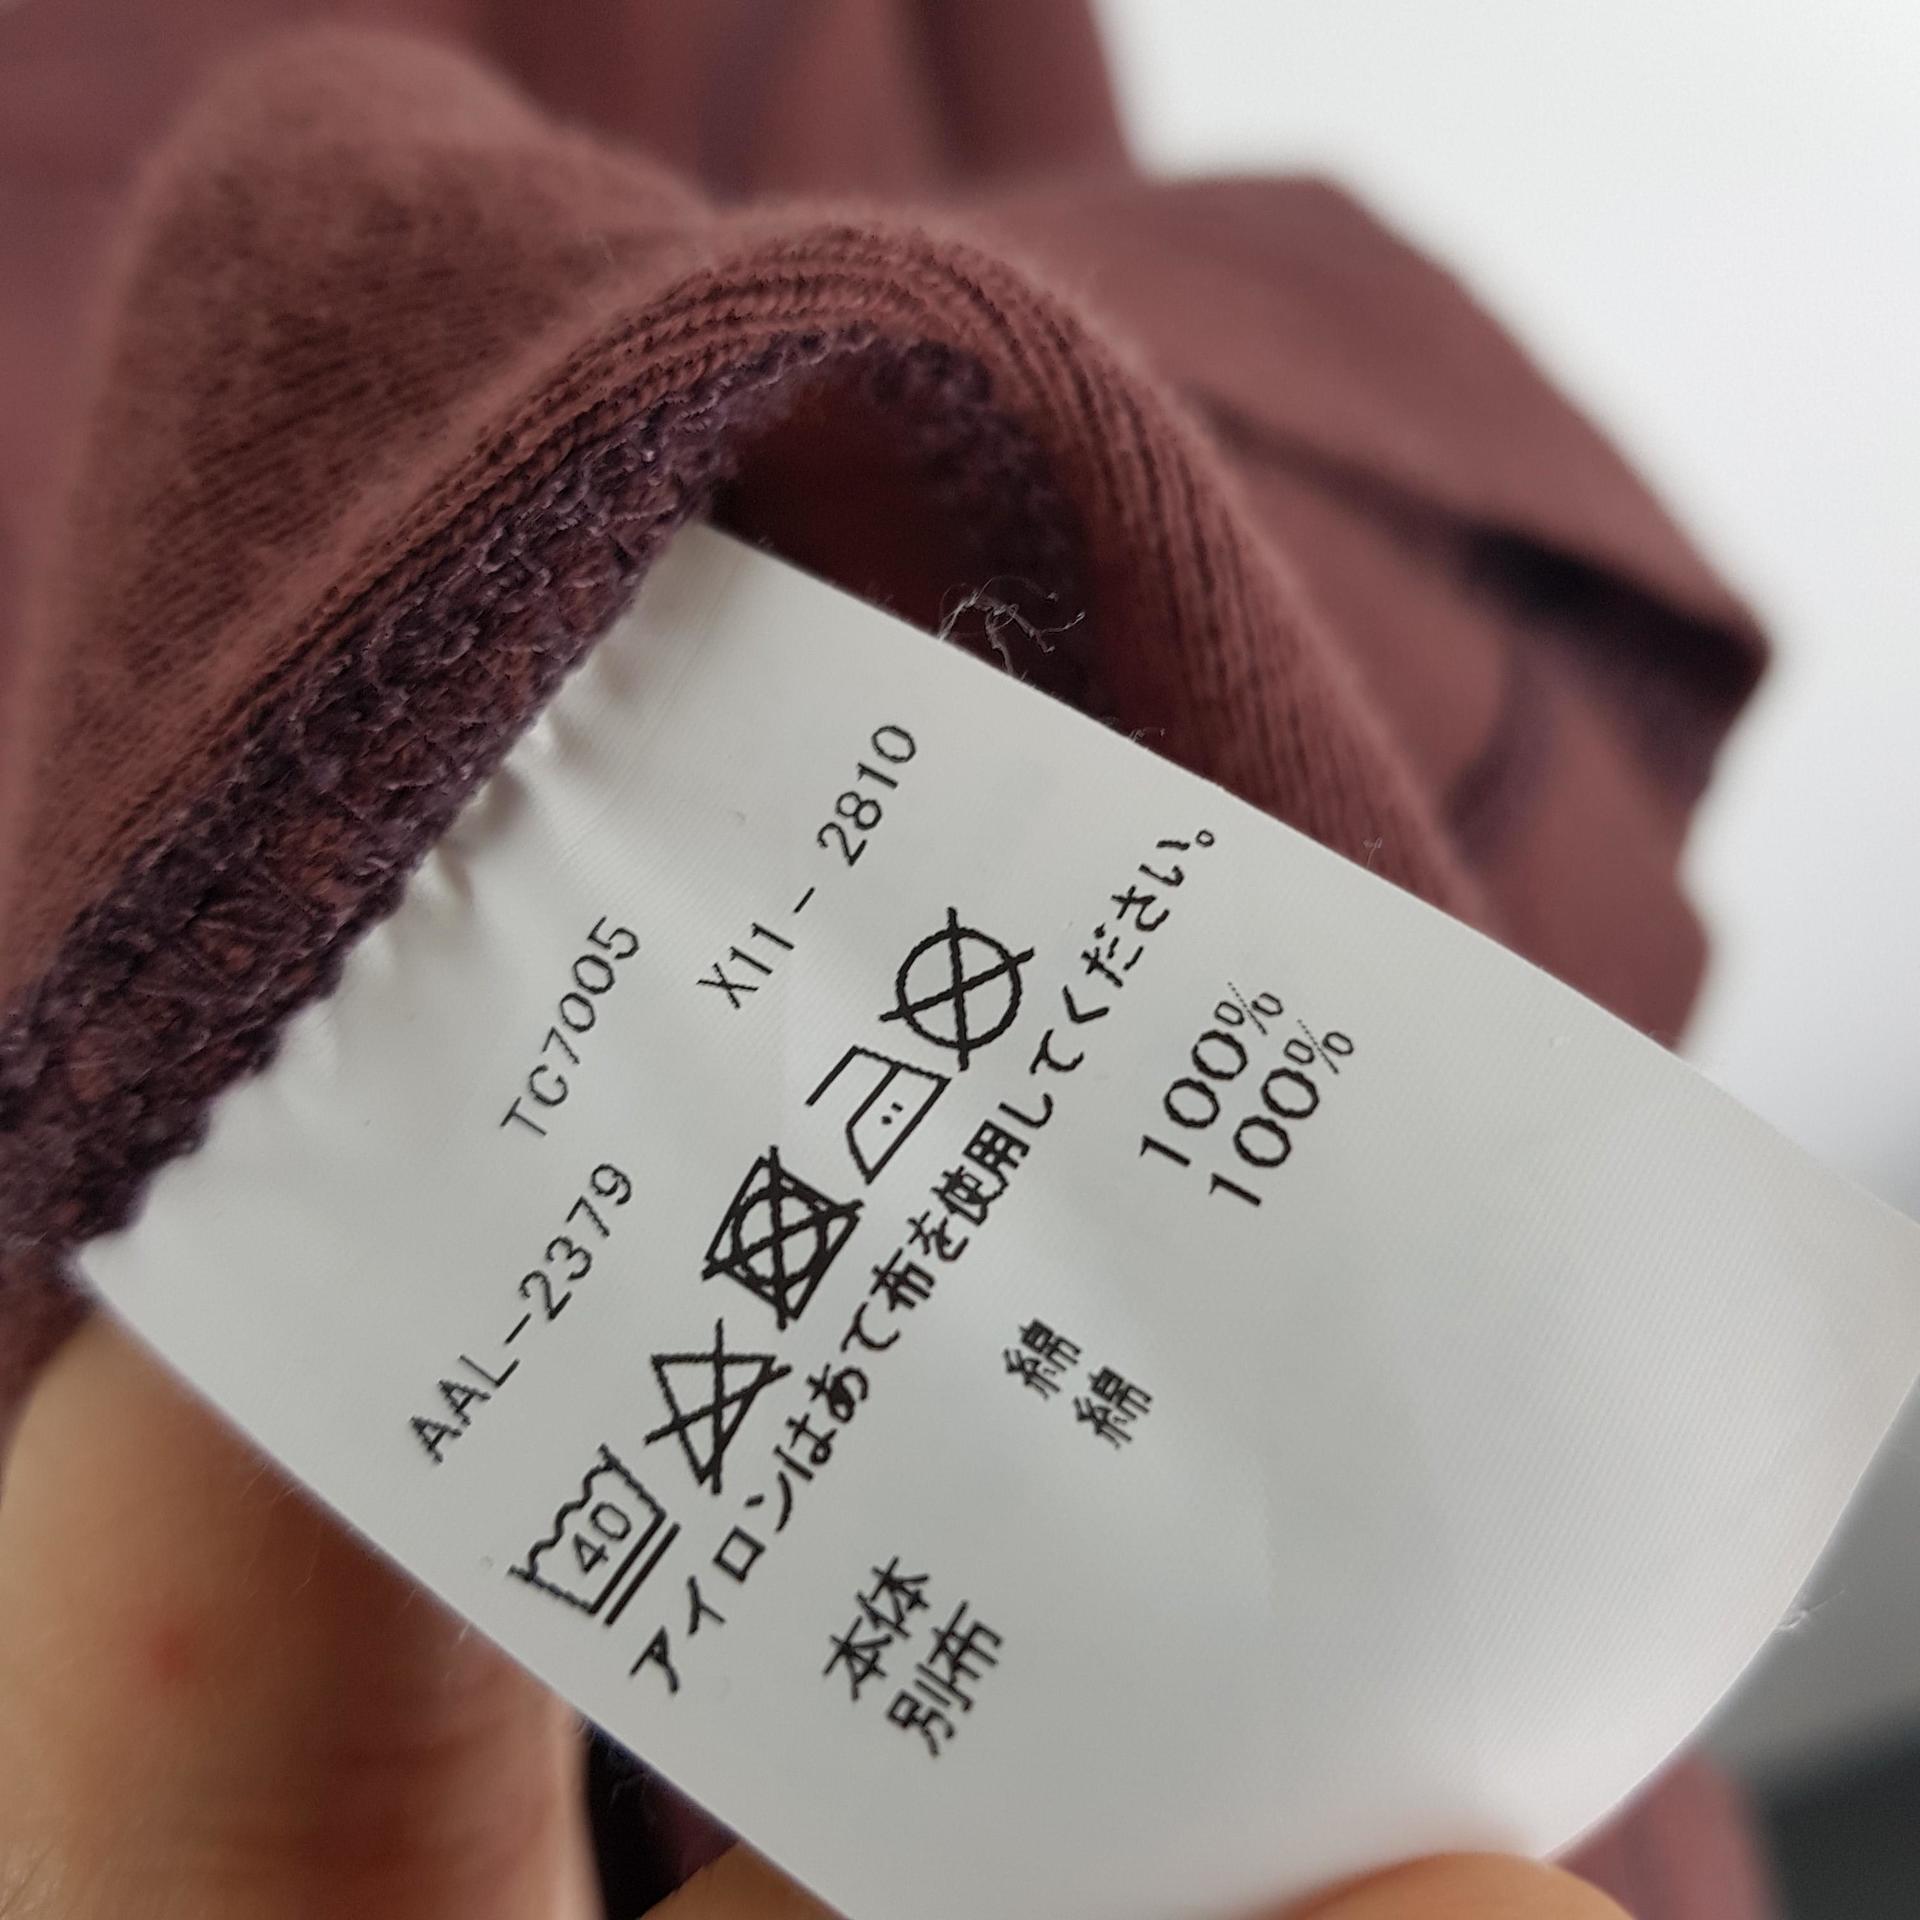 AAL-2379 TC7005
X11-2810
40
アイロンはあて布を使用してください。
本体 綿 100%
別布 綿 100%